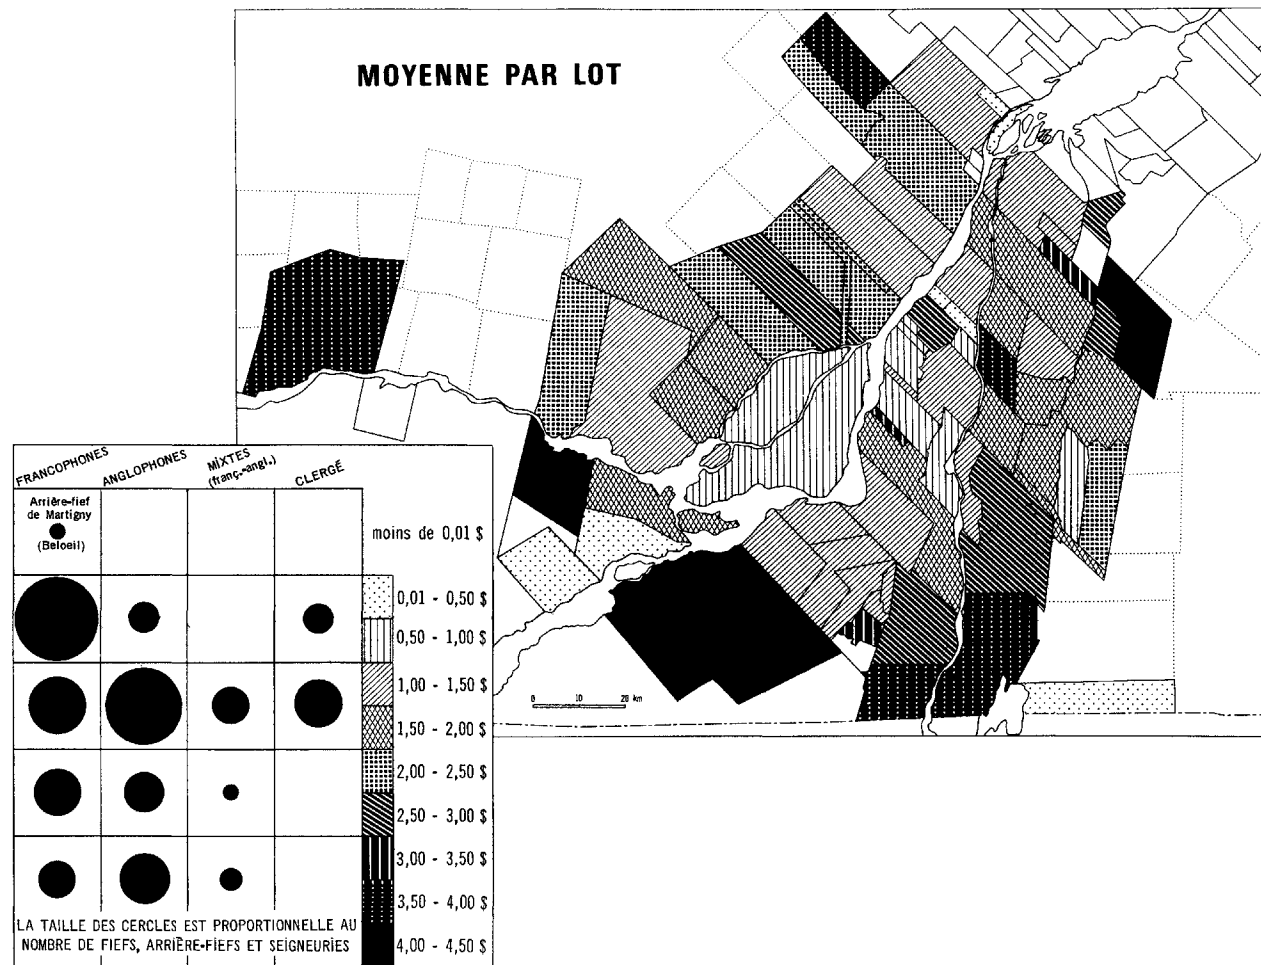 MOYENNE PAR LOT
FRANCOPHONES
ANGLOPHONES
MIXTES
(franç.-angl.)
CLERGÉ
Arrière-fief
de Martigny
(Beloeil)
moins de 0,01 $
0,01 - 0,50 $
0,50 - 1,00 $
1,00 - 1,50 $
1,50 - 2,00 $
2,00 - 2,50 $
2,50 - 3,00 $
3,00 - 3,50 $
3,50 - 4,00 $
4,00 - 4,50 $
LA TAILLE DES CERCLES EST PROPORTIONNELLE AU
NOMBRE DE FIEFS, ARRIÈRE-FIEFS ET SEIGNEURIES
0 10 20 km